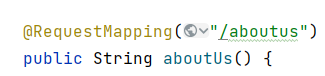 @RequestMapping("/aboutus")
public String aboutUs() {